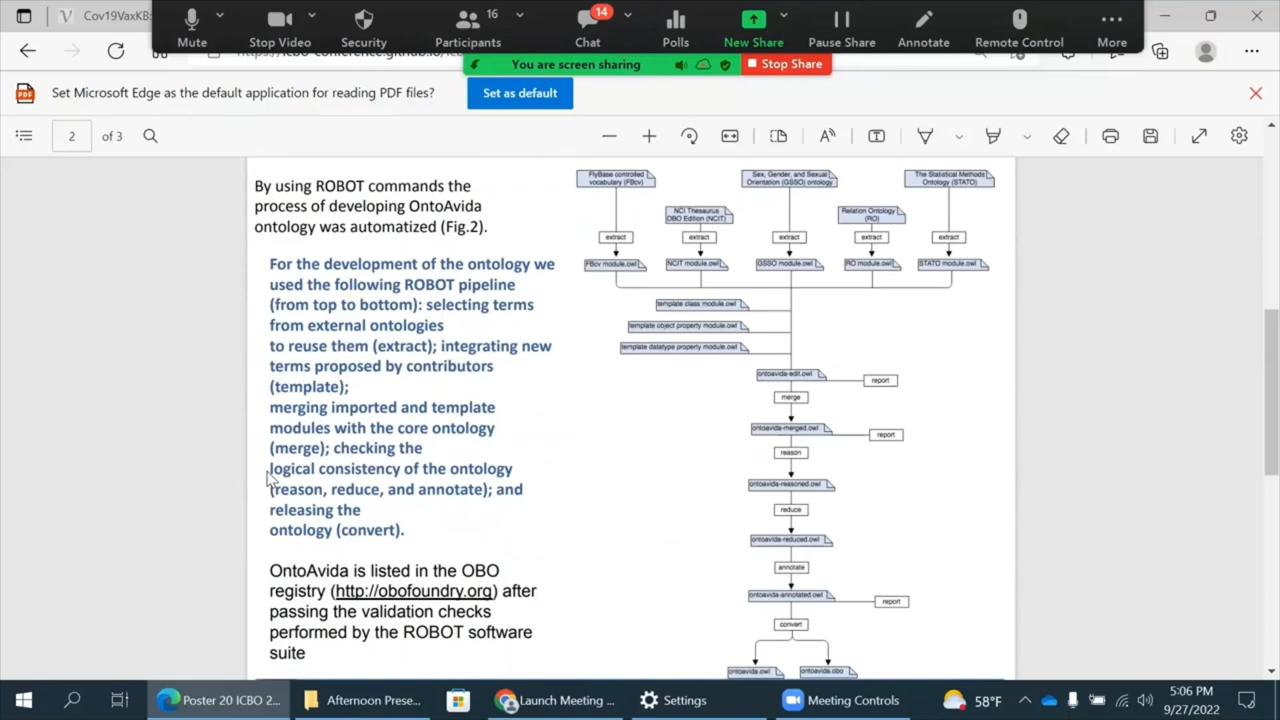 Cov19VaxKB
Mute
Stop Video
Security
16
Participants
14
Chat
Polls
New Share
Pause Share
Annotate
Remote Control
More
You are screen sharing
Stop Share
Set Microsoft Edge as the default application for reading PDF files?
Set as default
2
of 3
By using ROBOT commands the
process of developing OntoAvida
ontology was automatized (Fig.2).
For the development of the ontology we
used the following ROBOT pipeline
(from top to bottom): selecting terms
from external ontologies
to reuse them (extract); integrating new
terms proposed by contributors
(template);
merging imported and template
modules with the core ontology
(merge); checking the
logical consistency of the ontology
(reason, reduce, and annotate); and
releasing the
ontology (convert).
OntoAvida is listed in the OBO
registry (http://obofoundry.org) after
passing the validation checks
performed by the ROBOT software
suite
FlyBase controlled
vocabulary (FBcv)
Sex, Gender, and Sexual
Orientation (GSSO) ontology
The Statistical Methods
Ontology (STATO)
NCI Thesaurus
OBO Edition (NCIT)
Relation Ontology
(RO)
extract
extract
extract
extract
extract
FBcv module.owl
NCIT module.owl
GSSO module.owl
RO module.owl
STATO module.owl
template class module.owl
template object property module.owl
template datatype property module.owl
ontoavida-edit.owl
report
merge
ontoavida-merged.owl
report
reason
ontoavida-reasoned.owl
reduce
ontoavida-reduced.owl
annotate
ontoavida-annotated.owl
report
convert
ontoavida.owl
ontoavida.obo
Poster 20 ICBO 2...
Afternoon Prese...
Launch Meeting ...
Settings
Meeting Controls
58°F
5:06 PM
9/27/2022